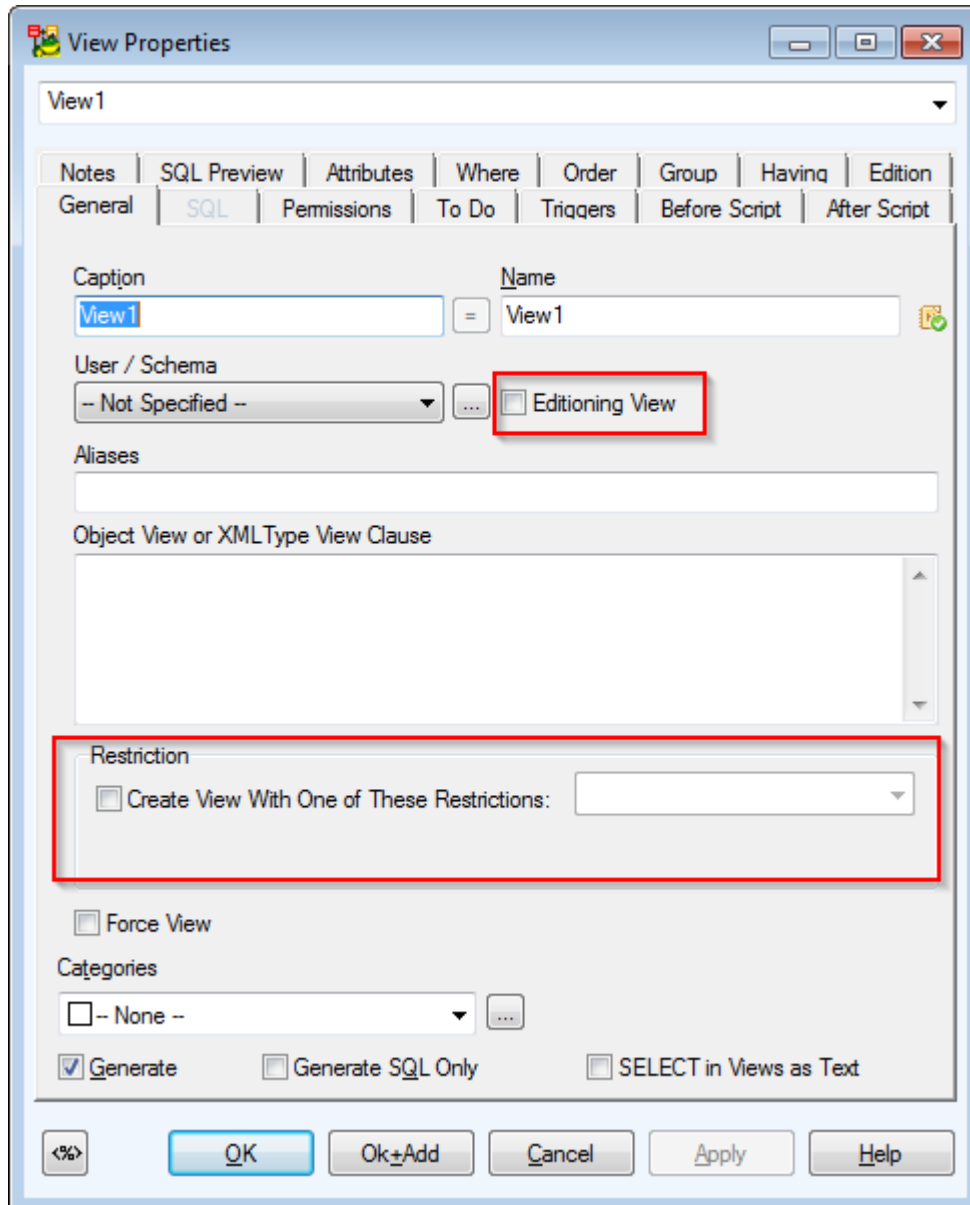 View Properties
View1
Notes SQL Preview Attributes Where Order Group Having Edition
General SQL Permissions To Do Triggers Before Script After Script
Caption Name
View1 = View1
User / Schema
-- Not Specified -- ... Editioning View
Aliases
Object View or XMLType View Clause
Restriction
Create View With One of These Restrictions:
Force View
Categories
-- None -- ...
Generate Generate SQL Only SELECT in Views as Text
<%> OK Ok+Add Cancel Apply Help